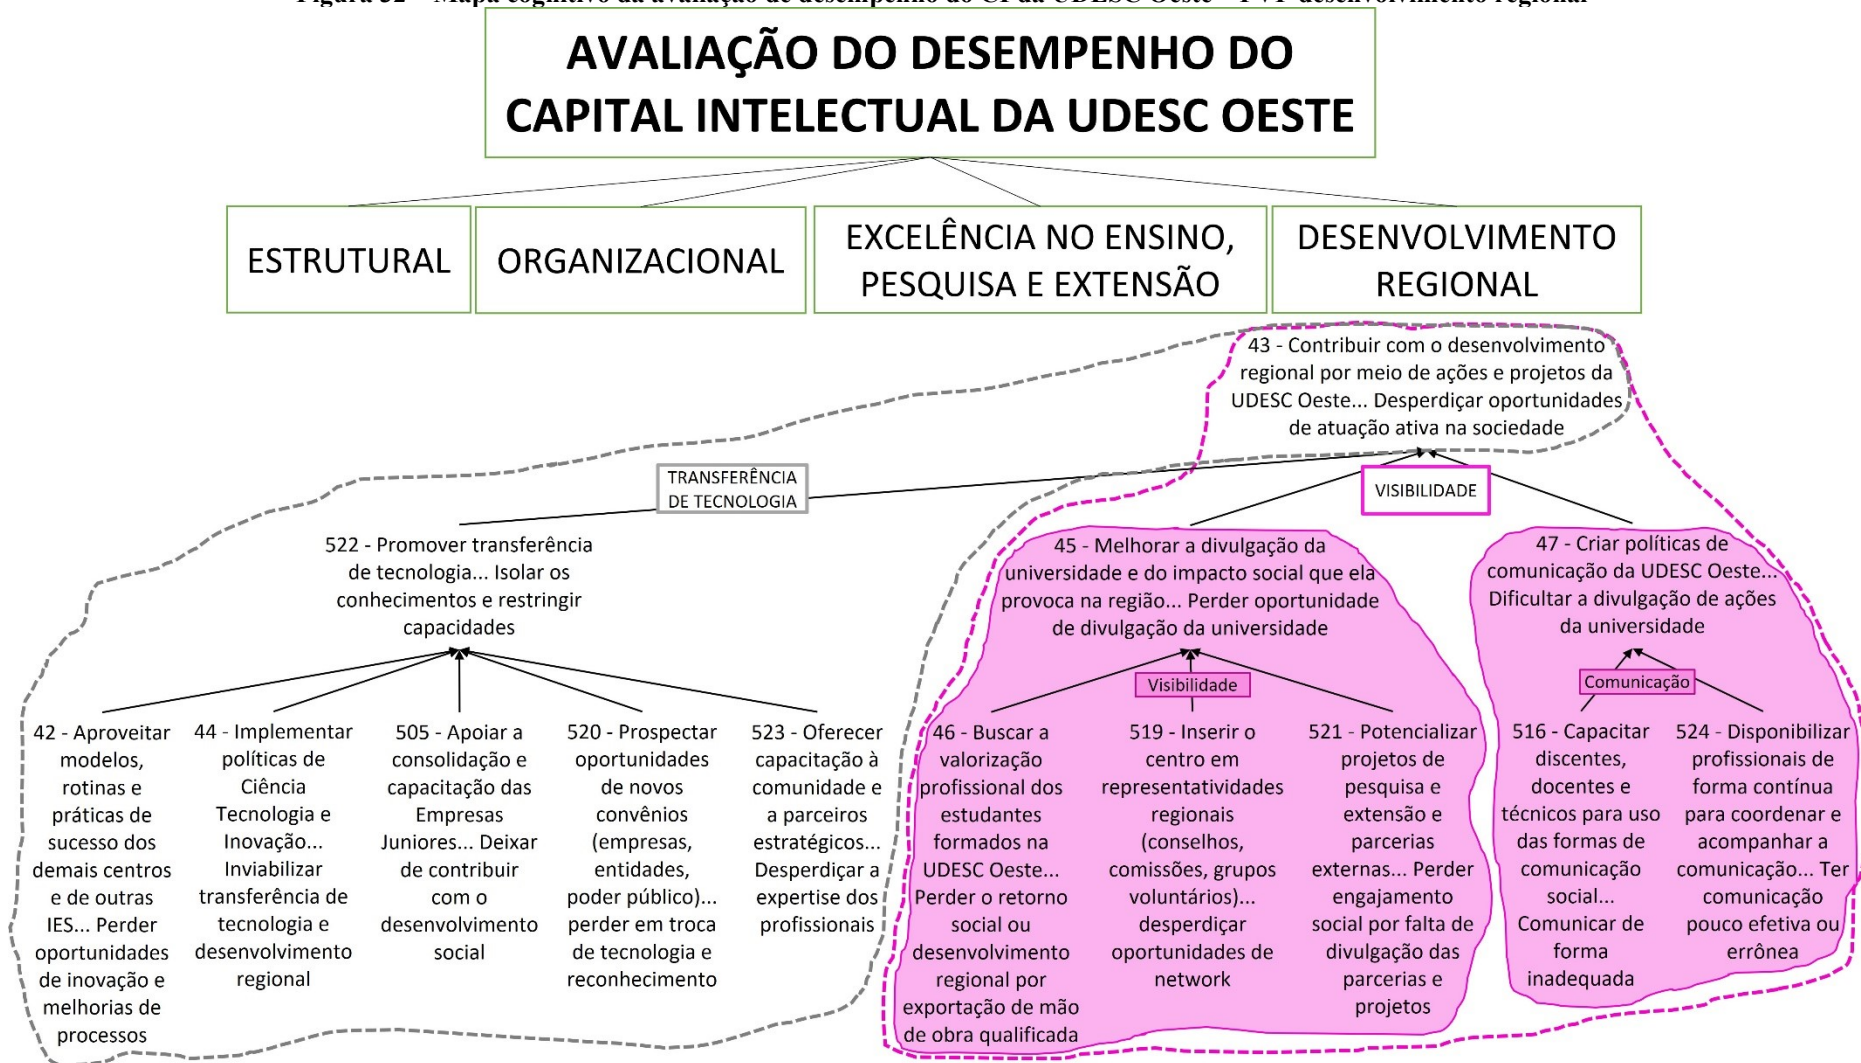 AVALIAÇÃO DO DESEMPENHO DO
CAPITAL INTELECTUAL DA UDESC OESTE
ESTRUTURAL
ORGANIZACIONAL
EXCELÊNCIA NO ENSINO,
PESQUISA E EXTENSÃO
DESENVOLVIMENTO
REGIONAL
43 - Contribuir com o desenvolvimento
regional por meio de ações e projetos da
UDESC Oeste... Desperdiçar oportunidades
de atuação ativa na sociedade
TRANSFERÊNCIA
DE TECNOLOGIA
VISIBILIDADE
522 - Promover transferência
de tecnologia... Isolar os
conhecimentos e restringir
capacidades
45 - Melhorar a divulgação da
universidade e do impacto social que ela
provoca na região... Perder oportunidade
de divulgação da universidade
47 - Criar políticas de
comunicação da UDESC Oeste...
Dificultar a divulgação de ações
da universidade
Visibilidade
Comunicação
42 - Aproveitar
modelos,
rotinas e
práticas de
sucesso dos
demais centros
e de outras
IES... Perder
oportunidades
de inovação e
melhorias de
processos
44 - Implementar
políticas de
Ciência
Tecnologia e
Inovação...
Inviabilizar
transferência de
tecnologia e
desenvolvimento
regional
505 - Apoiar a
consolidação e
capacitação das
Empresas
Juniores... Deixar
de contribuir
com o
desenvolvimento
social
520 - Prospectar
oportunidades
de novos
convênios
(empresas,
entidades,
poder público)...
perder em troca
de tecnologia e
reconhecimento
523 - Oferecer
capacitação à
comunidade e
a parceiros
estratégicos...
Desperdiçar a
expertise dos
profissionais
46 - Buscar a
valorização
profissional dos
estudantes
formados na
UDESC Oeste...
Perder o retorno
social ou
desenvolvimento
regional por
exportação de mão
de obra qualificada
519 - Inserir o
centro em
representatividades
regionais
(conselhos,
comissões, grupos
voluntários)...
desperdiçar
oportunidades de
network
521 - Potencializar
projetos de
pesquisa e
extensão e
parcerias
externas... Perder
engajamento
social por falta de
divulgação das
parcerias e
projetos
516 - Capacitar
discentes,
docentes e
técnicos para uso
das formas de
comunicação
social...
Comunicar de
forma
inadequada
524 - Disponibilizar
profissionais de
forma contínua
para coordenar e
acompanhar a
comunicação... Ter
comunicação
pouco efetiva ou
errônea